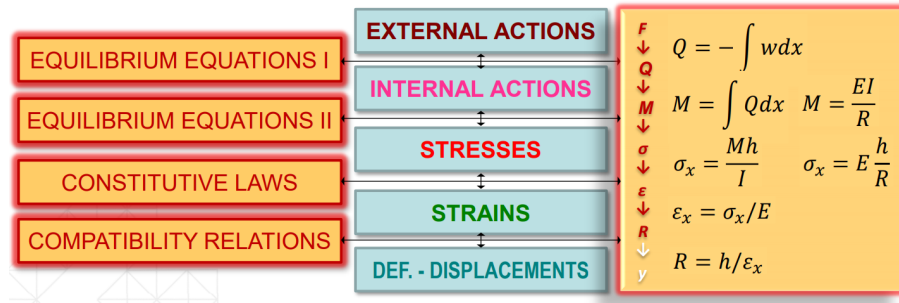 EQUILIBRIUM EQUATIONS I
EQUILIBRIUM EQUATIONS II
CONSTITUTIVE LAWS
COMPATIBILITY RELATIONS
EXTERNAL ACTIONS
INTERNAL ACTIONS
STRESSES
STRAINS
DEF. - DISPLACEMENTS
F
↓
Q
↓
M
↓
σ
↓
ε
↓
R
↓
y
Q = −∫ wdx
M = ∫ Qdx M = EI/R
σₓ = Mh/I σₓ = E h/R
εₓ = σₓ/E
R = h/εₓ